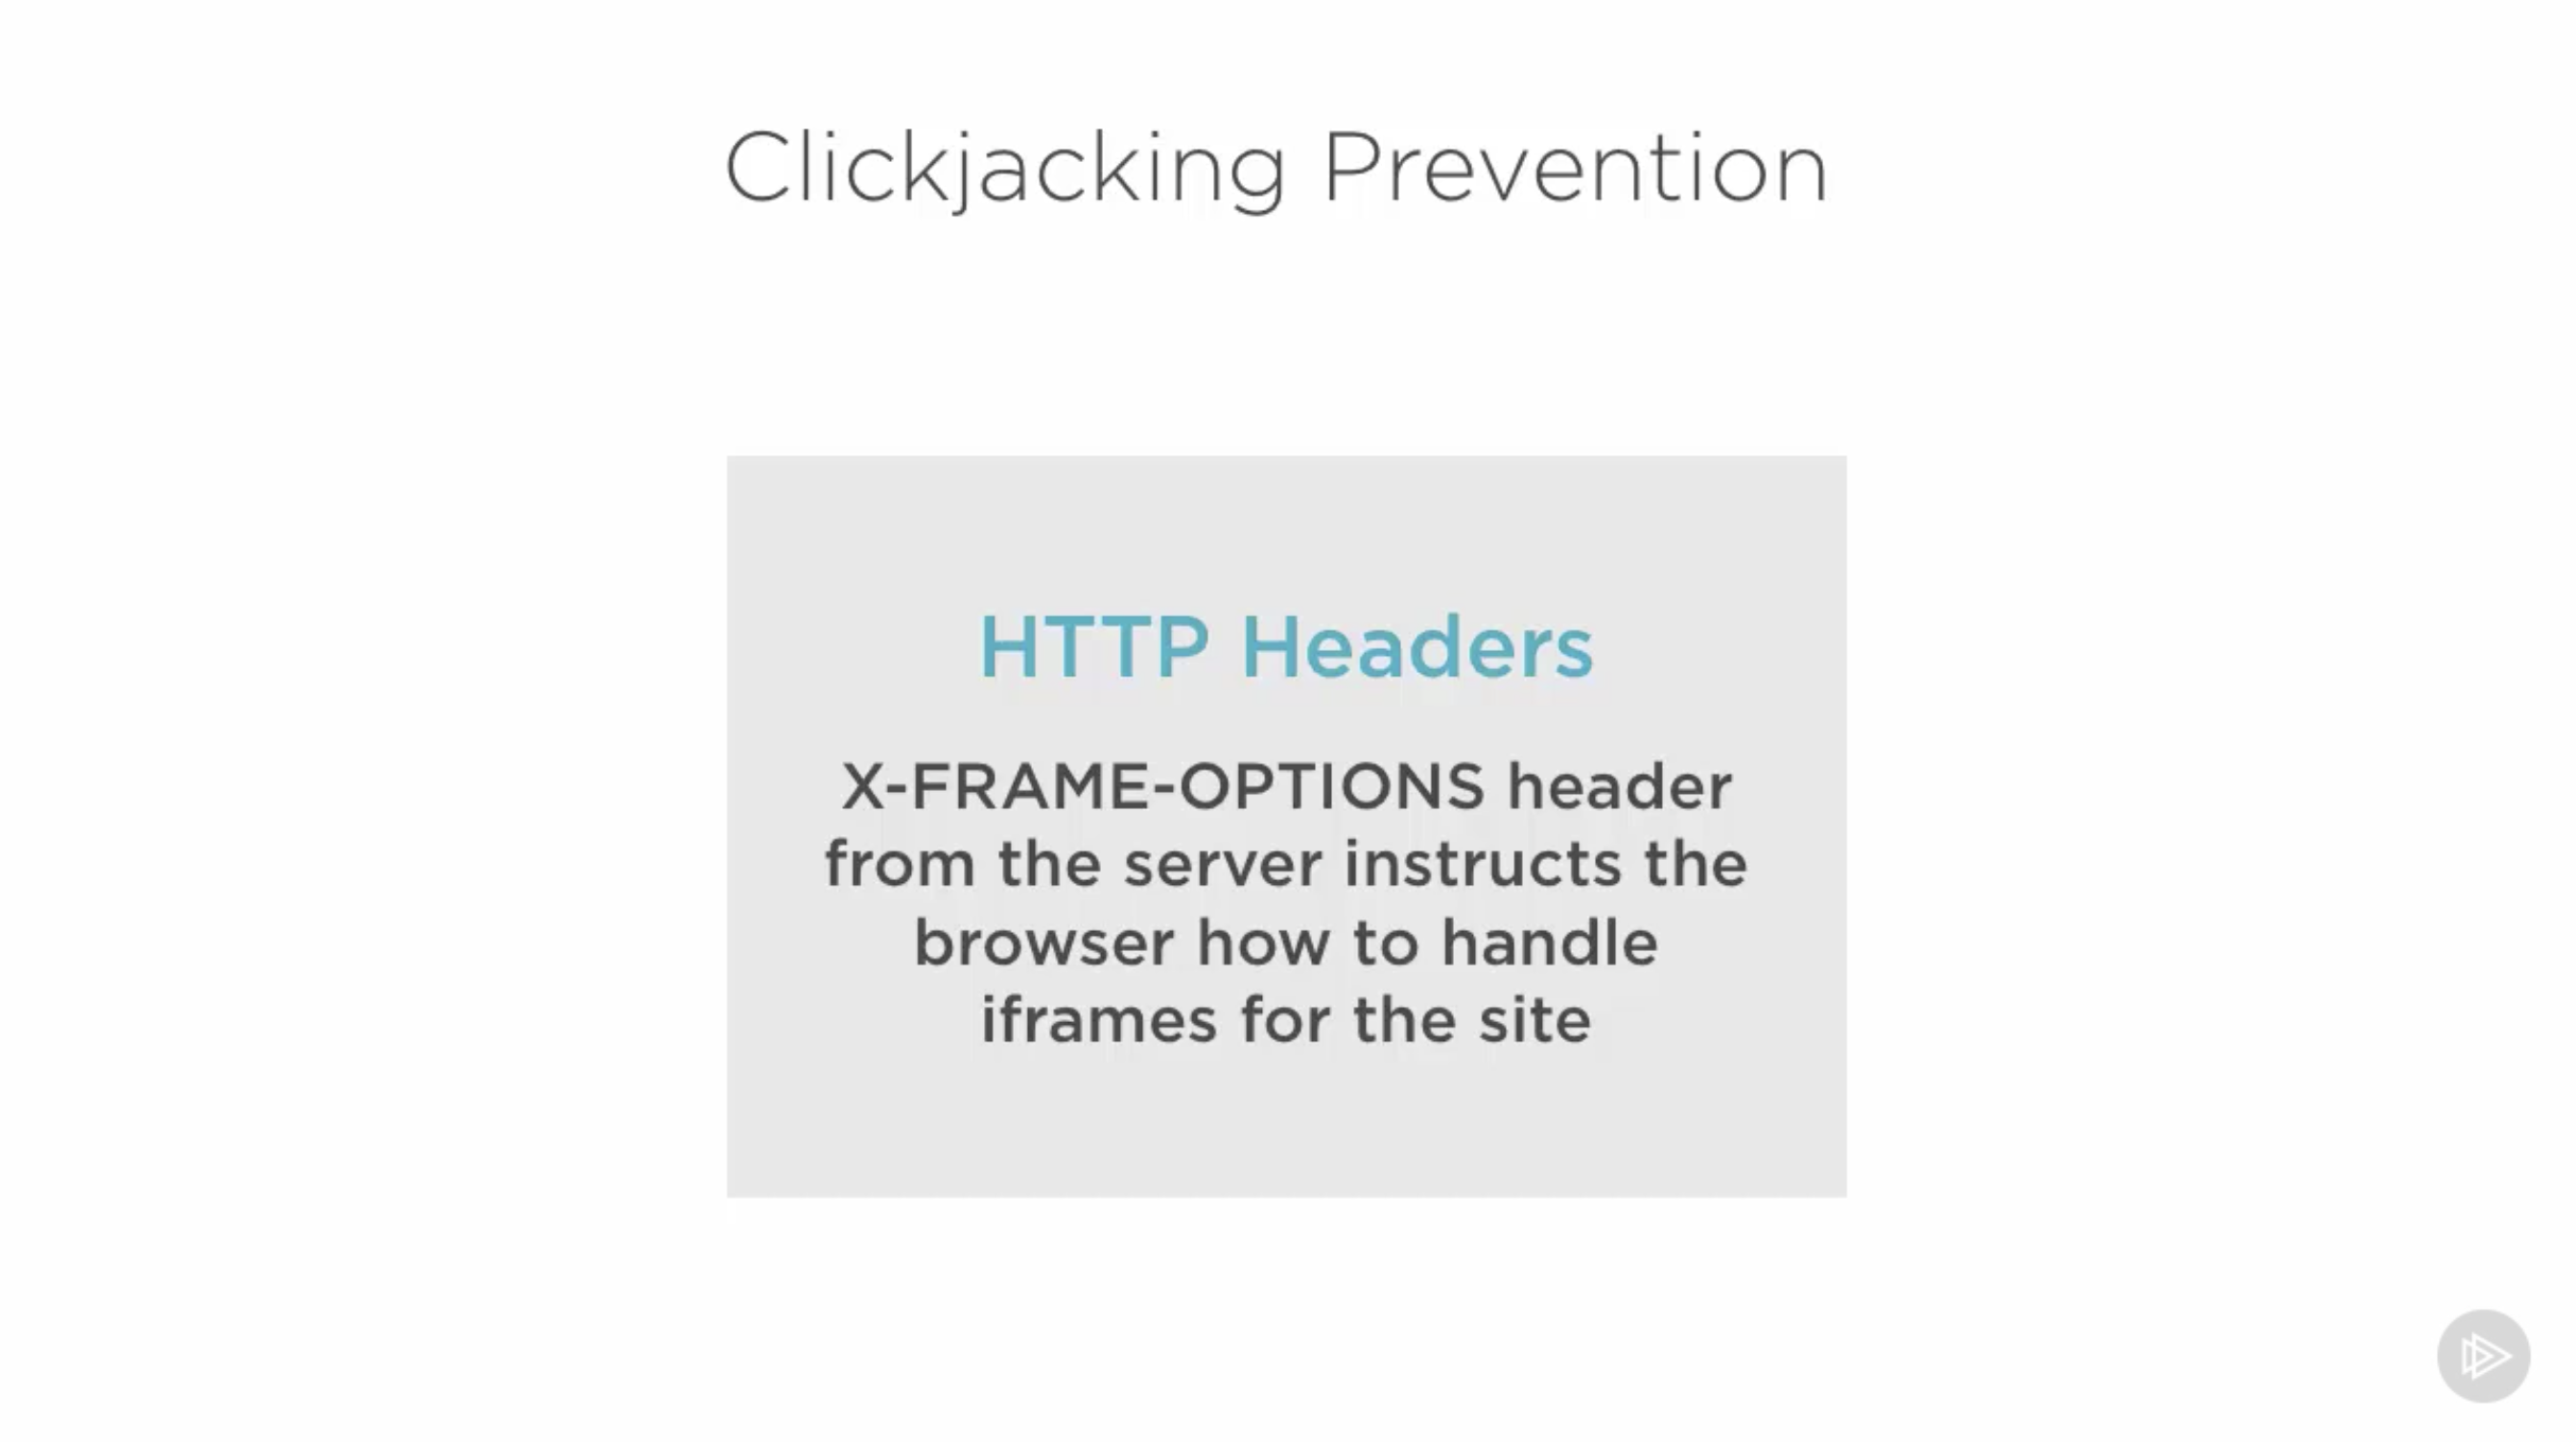 Clickjacking Prevention
HTTP Headers
X-FRAME-OPTIONS header
from the server instructs the
browser how to handle
iframes for the site